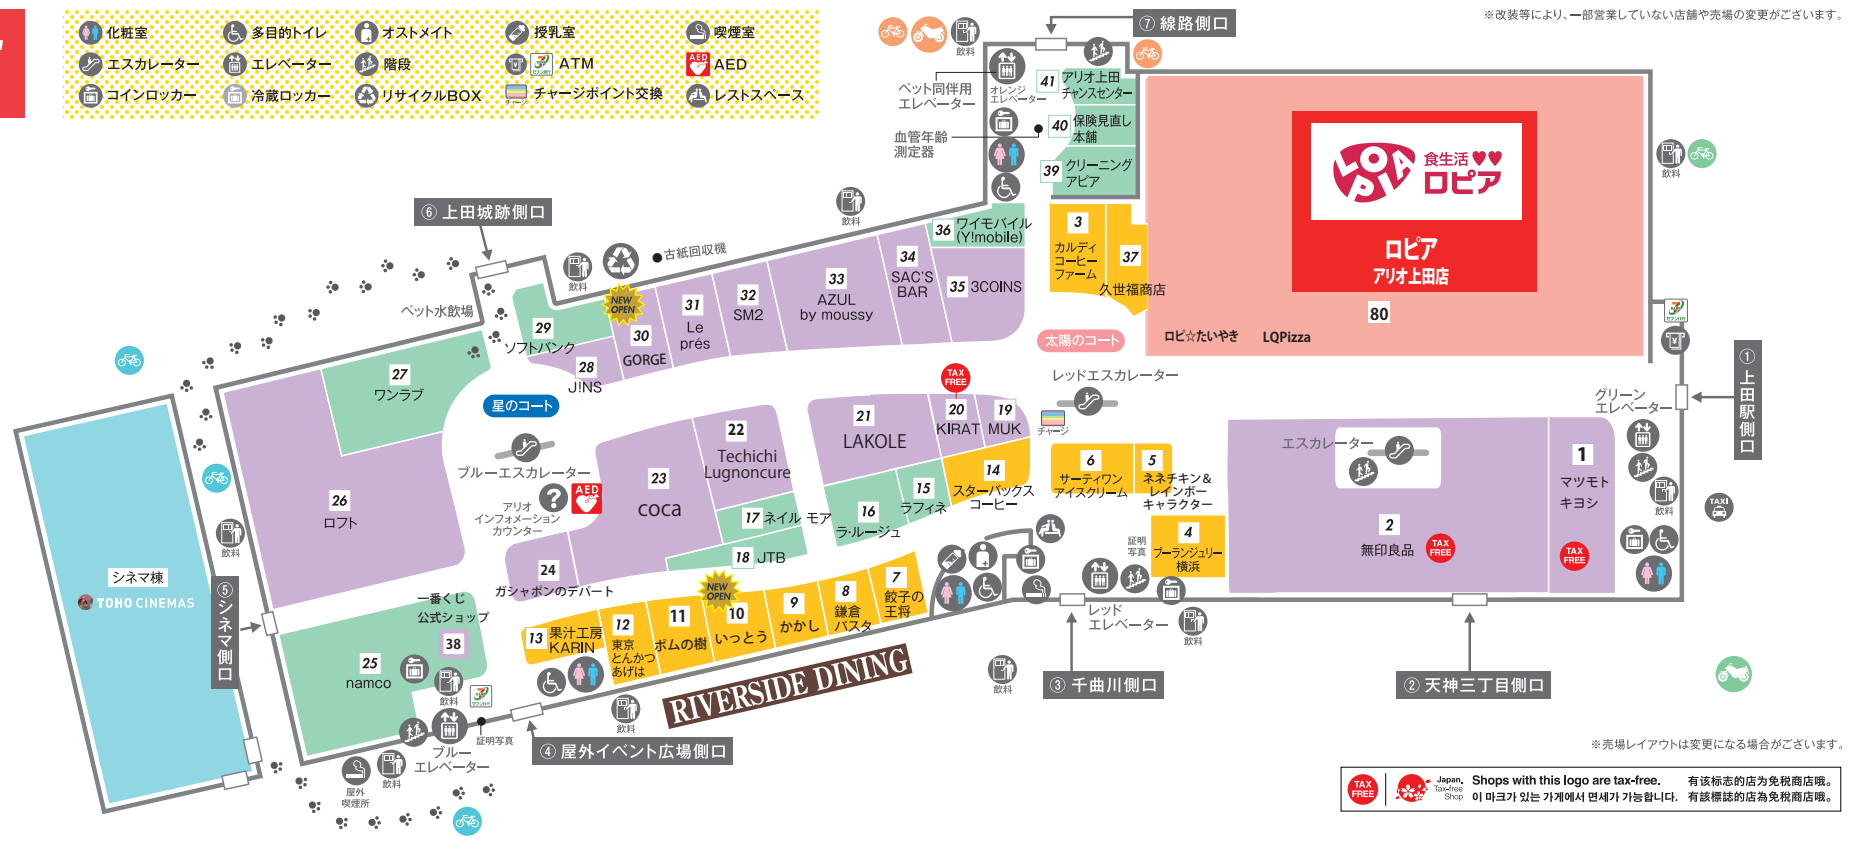 化粧室
多目的トイレ
オストメイト
授乳室
喫煙室
エスカレーター
エレベーター
階段
ATM
AED
AED
コインロッカー
冷蔵ロッカー
リサイクルBOX
チャージ
チャージポイント交換
レストスペース
※改装等により、一部営業していない店舗や売場の変更がございます。
⑦ 線路側口
飲料
ペット同伴用
エレベーター
オレンジ
エレベーター
血管年齢
測定器
41 アリオ上田
チャンスセンター
40 保険見直し
本舗
39 クリーニング
アピア
LOPIA 食生活♥♥
ロピア
ロピア
アリオ上田店
80
ロピ☆たいやき
LQPizza
飲料
⑥ 上田城跡側口
飲料
飲料
古紙回収機
ペット水飲場
36 ワイモバイル
(Y!mobile)
3
カルディ
コーヒー
ファーム
37
久世福商店
34
SAC'S
BAR
35 3COINS
33
AZUL
by moussy
32
SM2
31
Le
prés
NEW
OPEN
30
GORGE
29
ソフトバンク
28
J!NS
27
ワンラブ
星のコート
太陽のコート
レッドエスカレーター
チャージ
TAX
FREE
20
KIRAT
19
MUK
21
LAKOLE
22
Techichi
Lugnoncure
23
coca
26
ロフト
飲料
ブルーエスカレーター
アリオ
インフォメーション
カウンター
AED
14
スターバックス
コーヒー
15
ラフィネ
16
ラ・ルージュ
17 ネイル モア
18 JTB
24
ガシャポンのデパート
6
サーティワン
アイスクリーム
5
ネネチキン＆
レインボー
キャラクター
4
ブーランジュリー
横浜
証明
写真
エスカレーター
2
無印良品
TAX
FREE
1
マツモト
キヨシ
TAX
FREE
グリーン
エレベーター
飲料
TAXI
① 上田駅側口
シネマ棟
TOHO CINEMAS
⑤ シネマ側口
一番くじ
公式ショップ
38
25
namco
飲料
証明写真
ブルー
エレベーター
屋外
喫煙所
飲料
13 果汁工房
KARIN
12
東京
とんかつ
あげは
11
ポムの樹
NEW
OPEN
10
いっとう
9
かかし
8
鎌倉
パスタ
7
餃子の
王将
RIVERSIDE DINING
飲料
④ 屋外イベント広場側口
レッド
エレベーター
飲料
飲料
③ 千曲川側口
② 天神三丁目側口
※売場レイアウトは変更になる場合がございます。
TAX
FREE
Japan.
Tax-free
Shop
Shops with this logo are tax-free. 有该标志的店为免税商店哦。
이 마크가 있는 가게에서 면세가 가능합니다. 有該標誌的店為免稅商店哦。